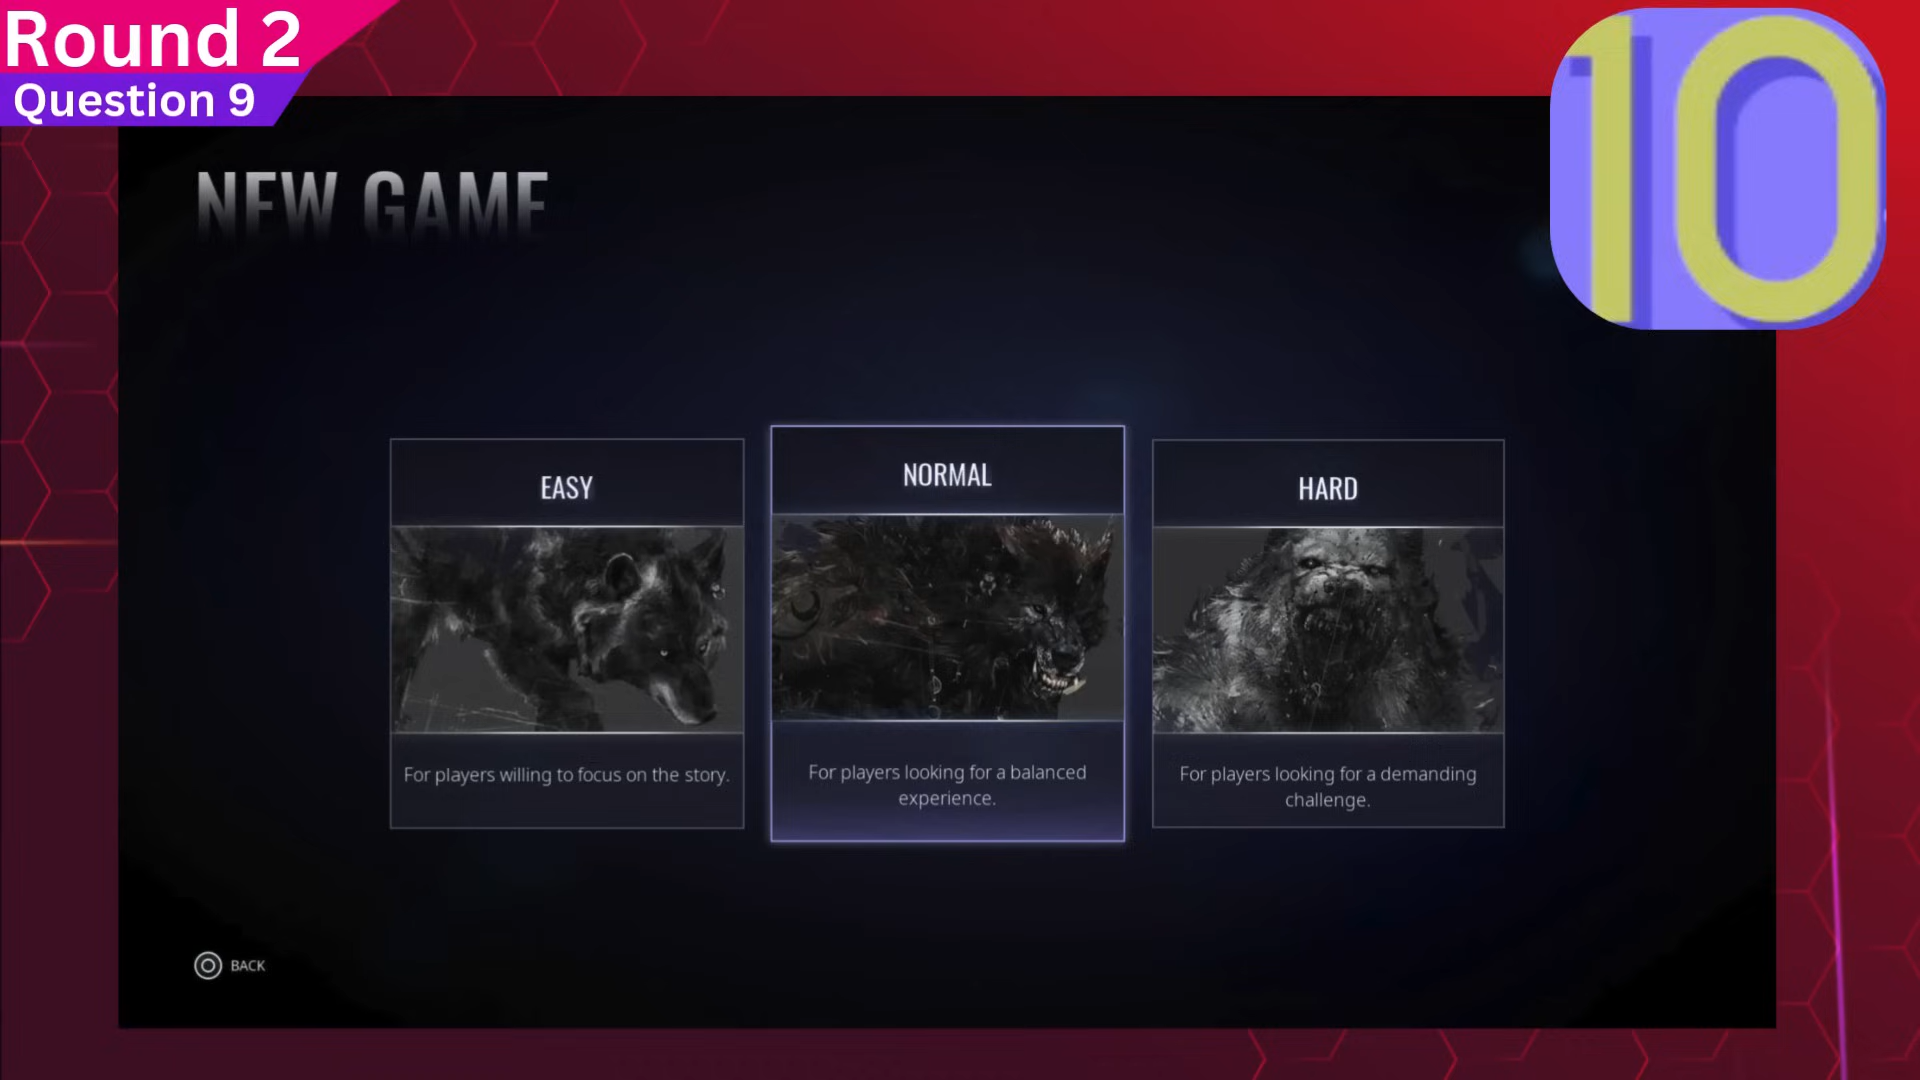 Round 2
Question 9
10
NEW GAME
EASY
NORMAL
HARD
For players willing to focus on the story.
For players looking for a balanced
experience.
For players looking for a demanding
challenge.
BACK